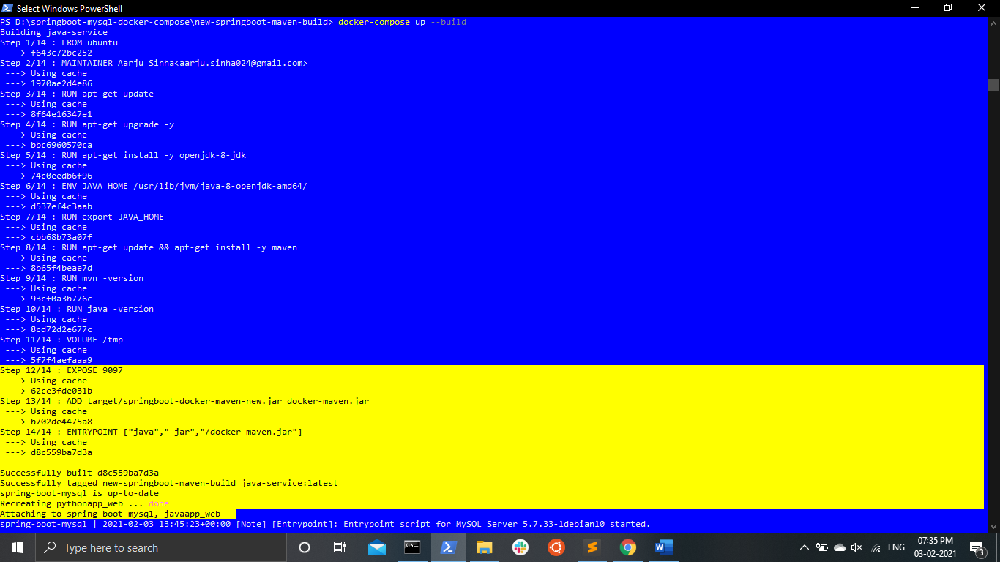 Select Windows PowerShell
PS D:\springboot-mysql-docker-compose\new-springboot-maven-build> docker-compose up --build
Building java-service
Step 1/14 : FROM ubuntu
 ---> f643c72bc252
Step 2/14 : MAINTAINER Aarju Sinha<aarju.sinha024@gmail.com>
 ---> Using cache
 ---> 1970ae2d4e86
Step 3/14 : RUN apt-get update
 ---> Using cache
 ---> 8f64e16347e1
Step 4/14 : RUN apt-get upgrade -y
 ---> Using cache
 ---> bbc6960570ca
Step 5/14 : RUN apt-get install -y openjdk-8-jdk
 ---> Using cache
 ---> 74c0eedb6f96
Step 6/14 : ENV JAVA_HOME /usr/lib/jvm/java-8-openjdk-amd64/
 ---> Using cache
 ---> d537ef4c3aab
Step 7/14 : RUN export JAVA_HOME
 ---> Using cache
 ---> cbb68b73a07f
Step 8/14 : RUN apt-get update && apt-get install -y maven
 ---> Using cache
 ---> 8b65f4beae7d
Step 9/14 : RUN mvn -version
 ---> Using cache
 ---> 93cf0a3b776c
Step 10/14 : RUN java -version
 ---> Using cache
 ---> 8cd72d2e677c
Step 11/14 : VOLUME /tmp
 ---> Using cache
 ---> 5f7f4aefaaa9
Step 12/14 : EXPOSE 9097
 ---> Using cache
 ---> 62ce3fde031b
Step 13/14 : ADD target/springboot-docker-maven-new.jar docker-maven.jar
 ---> Using cache
 ---> b702de4475a8
Step 14/14 : ENTRYPOINT ["java","-jar","/docker-maven.jar"]
 ---> Using cache
 ---> d8c559ba7d3a
Successfully built d8c559ba7d3a
Successfully tagged new-springboot-maven-build_java-service:latest
spring-boot-mysql is up-to-date
Recreating pythonapp_web ... done
Attaching to spring-boot-mysql, javaapp_web
spring-boot-mysql | 2021-02-03 13:45:23+00:00 [Note] [Entrypoint]: Entrypoint script for MySQL Server 5.7.33-1debian10 started.
Type here to search
ENG
07:35 PM
03-02-2021
3